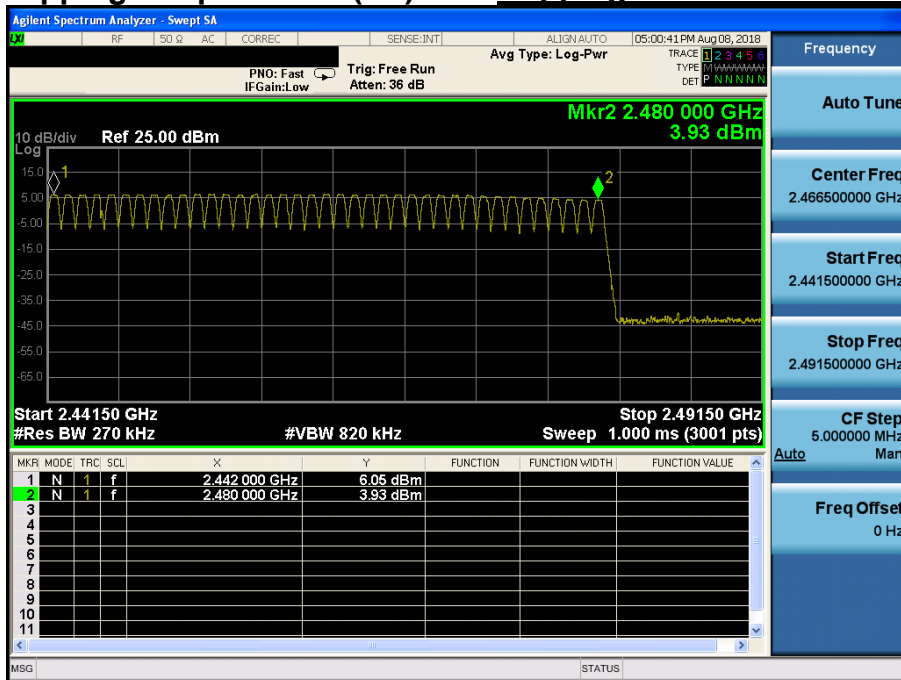 Agilent Spectrum Analyzer - Swept SA
LXI RF 50 Ω AC CORREC SENSE:INT ALIGN AUTO 05:00:41 PM Aug 08, 2018
Avg Type: Log-Pwr TRACE 1 2 3 4 5 6
PNO: Fast Trig: Free Run TYPE M WWWWW
IFGain:Low Atten: 36 dB DET P N N N N N
Mkr2 2.480 000 GHz
10 dB/div Ref 25.00 dBm 3.93 dBm
Log
15.0
5.00
-5.00
-15.0
-25.0
-35.0
-45.0
-55.0
-65.0
1
2
Start 2.44150 GHz Stop 2.49150 GHz
#Res BW 270 kHz #VBW 820 kHz Sweep 1.000 ms (3001 pts)
MKR MODE TRC SCL X Y FUNCTION FUNCTION WIDTH FUNCTION VALUE
1 N 1 f 2.442 000 GHz 6.05 dBm
2 N 1 f 2.480 000 GHz 3.93 dBm
3
4
5
6
7
8
9
10
11
MSG STATUS
Frequency
Auto Tune
Center Freq
2.466500000 GHz
Start Freq
2.441500000 GHz
Stop Freq
2.491500000 GHz
CF Step
5.000000 MHz
Auto Man
Freq Offset
0 Hz